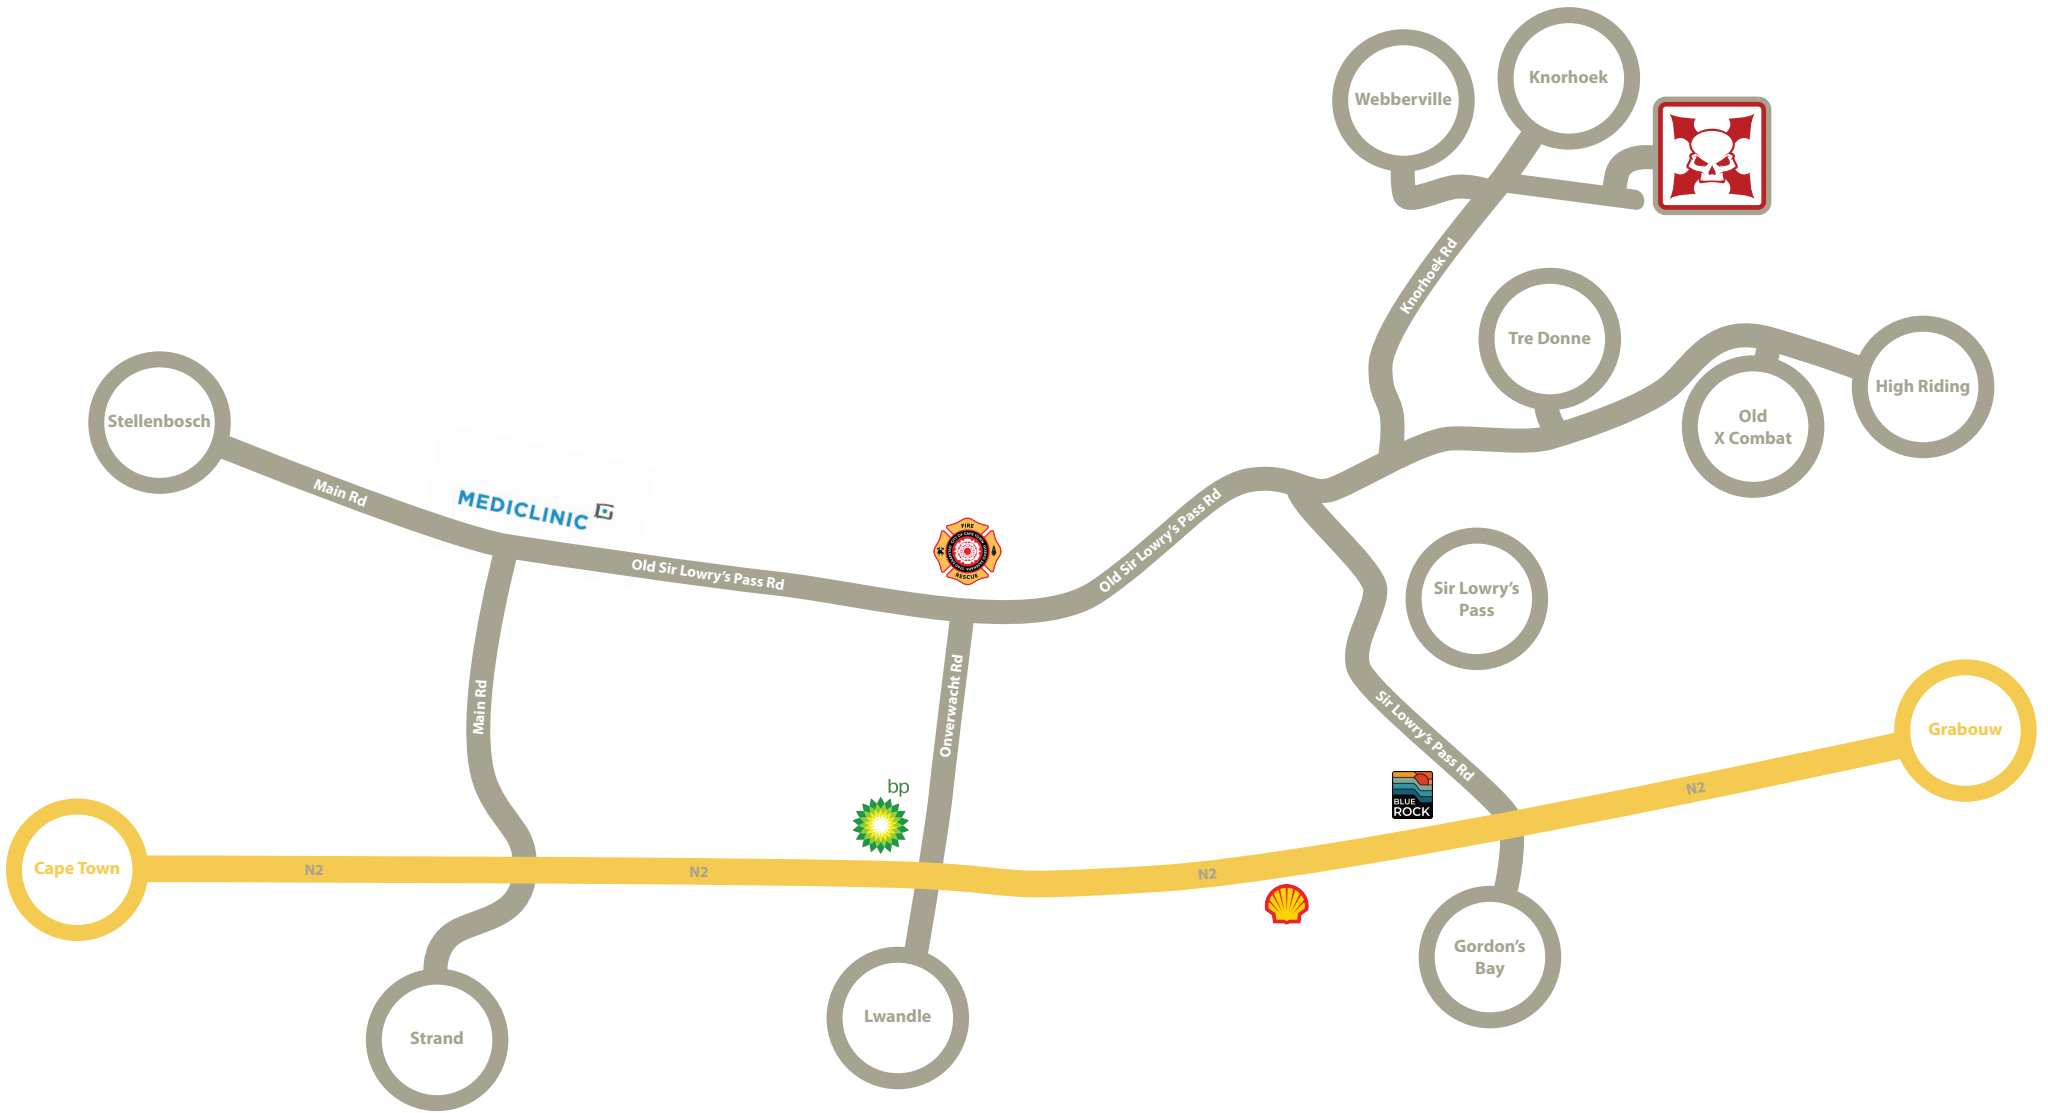 Knorhoek
Webberville
Knorhoek Rd
Tre Donne
High Riding
Old
X Combat
Stellenbosch
Main Rd
MEDICLINIC
Old Sir Lowry's Pass Rd
FIRE
RESCUE
Old Sir Lowry's Pass Rd
Sir Lowry's
Pass
Main Rd
Onverwacht Rd
Sir Lowry's Pass Rd
Grabouw
bp
BLUE
ROCK
N2
Cape Town
N2
N2
N2
Gordon's
Bay
Lwandle
Strand